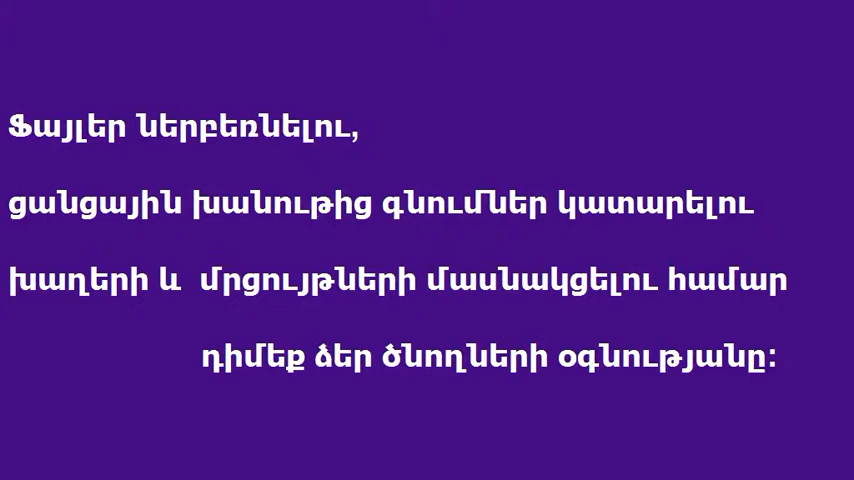 Ֆայլեր ներբեռնելու,
ցանցային խանութից գնումներ կատարելու
խաղերի և մրցույթների մասնակցելու համար
դիմեք ձեր ծնողների օգնությանը: